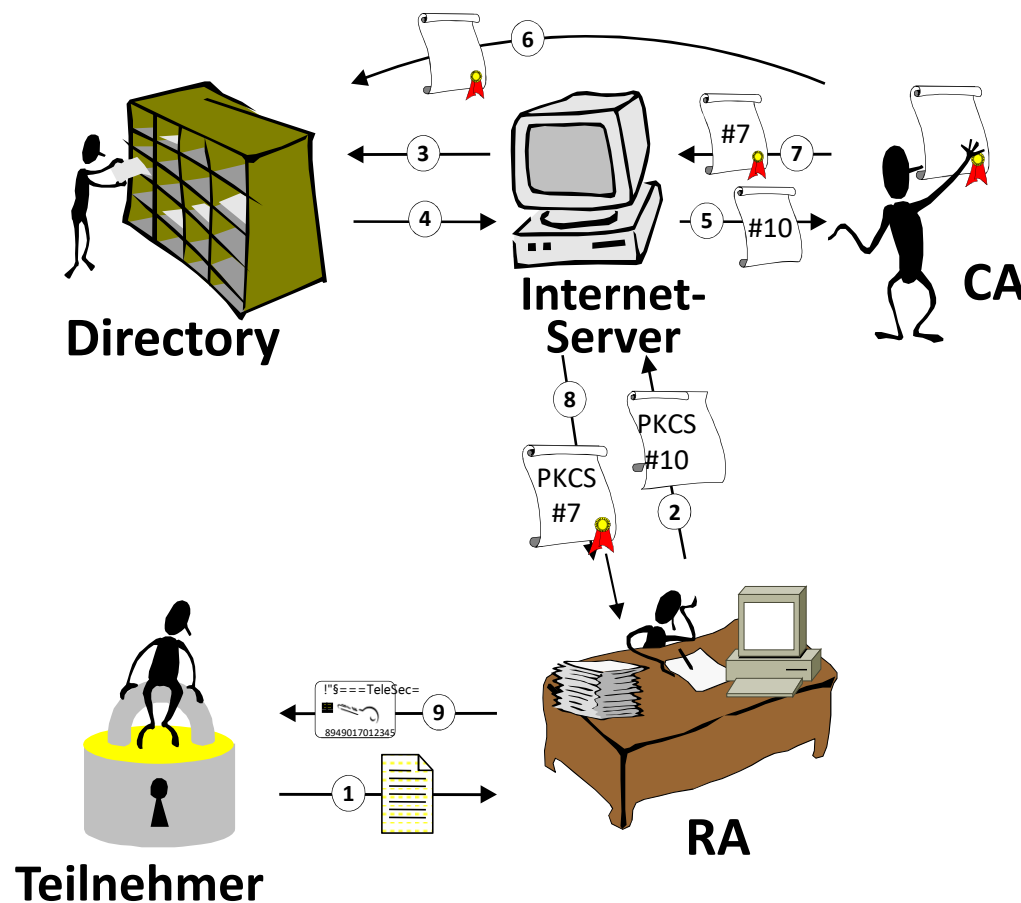 6
#7
7
3
4
5
#10
CA
Internet-
Server
Directory
8
PKCS
#10
PKCS
#7
2
!"§===TeleSec=
8949017012345
9
1
RA
Teilnehmer